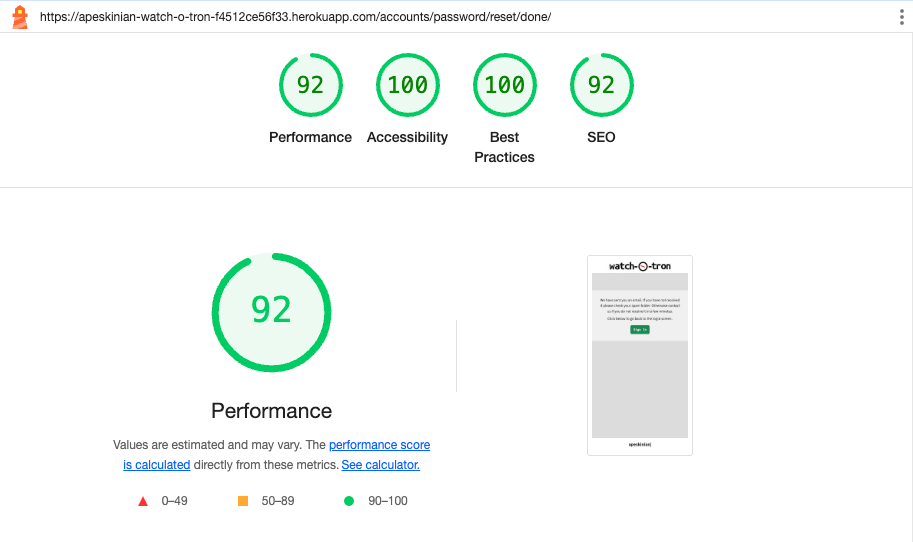 https://apeskinian-watch-o-tron-f4512ce56f33.herokuapp.com/accounts/password/reset/done/
92 100 100 92
Performance Accessibility Best Practices SEO
92
watch-o-tron
We have sent you an email. If you have not received
it please check your spam folder. Otherwise contact
us if you do not receive it in a few minutes.
Click below to go back to the login screen.
Sign In
apeskinian
Performance
Values are estimated and may vary. The performance score
is calculated directly from these metrics. See calculator.
0–49 50–89 90–100